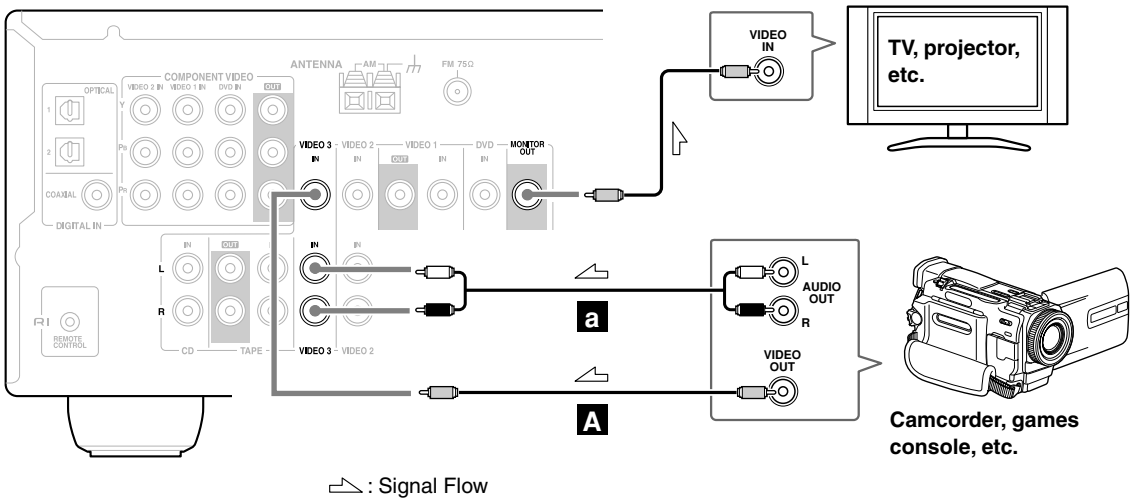 VIDEO
IN
TV, projector,
etc.
ANTENNA
AM
FM 75Ω
COMPONENT VIDEO
VIDEO 2 IN
VIDEO 1 IN
DVD IN
OUT
OPTICAL
1
2
Y
PB
PR
COAXIAL
DIGITAL IN
VIDEO 3
VIDEO 2
VIDEO 1
DVD
MONITOR
OUT
IN
IN
OUT
IN
IN
IN
OUT
IN
IN
L
R
CD
TAPE
VIDEO 3
VIDEO 2
RI
REMOTE
CONTROL
L
AUDIO
OUT
R
a
VIDEO
OUT
A
Camcorder, games
console, etc.
: Signal Flow